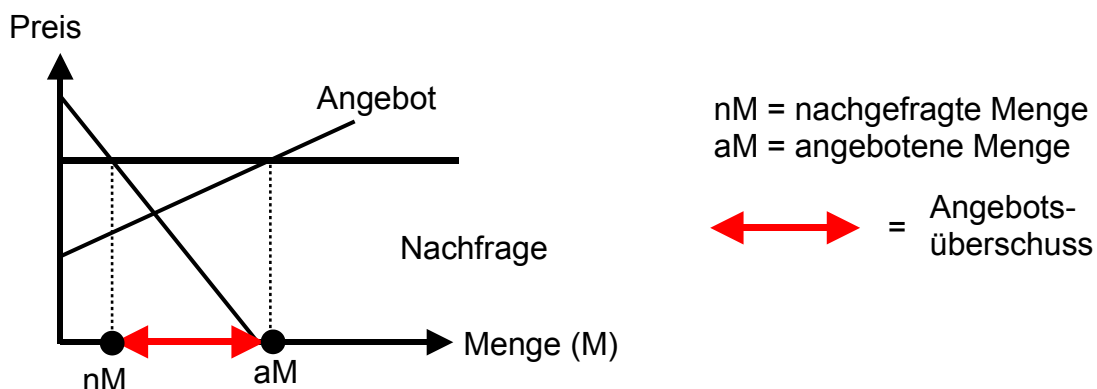 Preis
Angebot
nM = nachgefragte Menge
aM = angebotene Menge
Nachfrage
= Angebots-
überschuss
Menge (M)
nM
aM